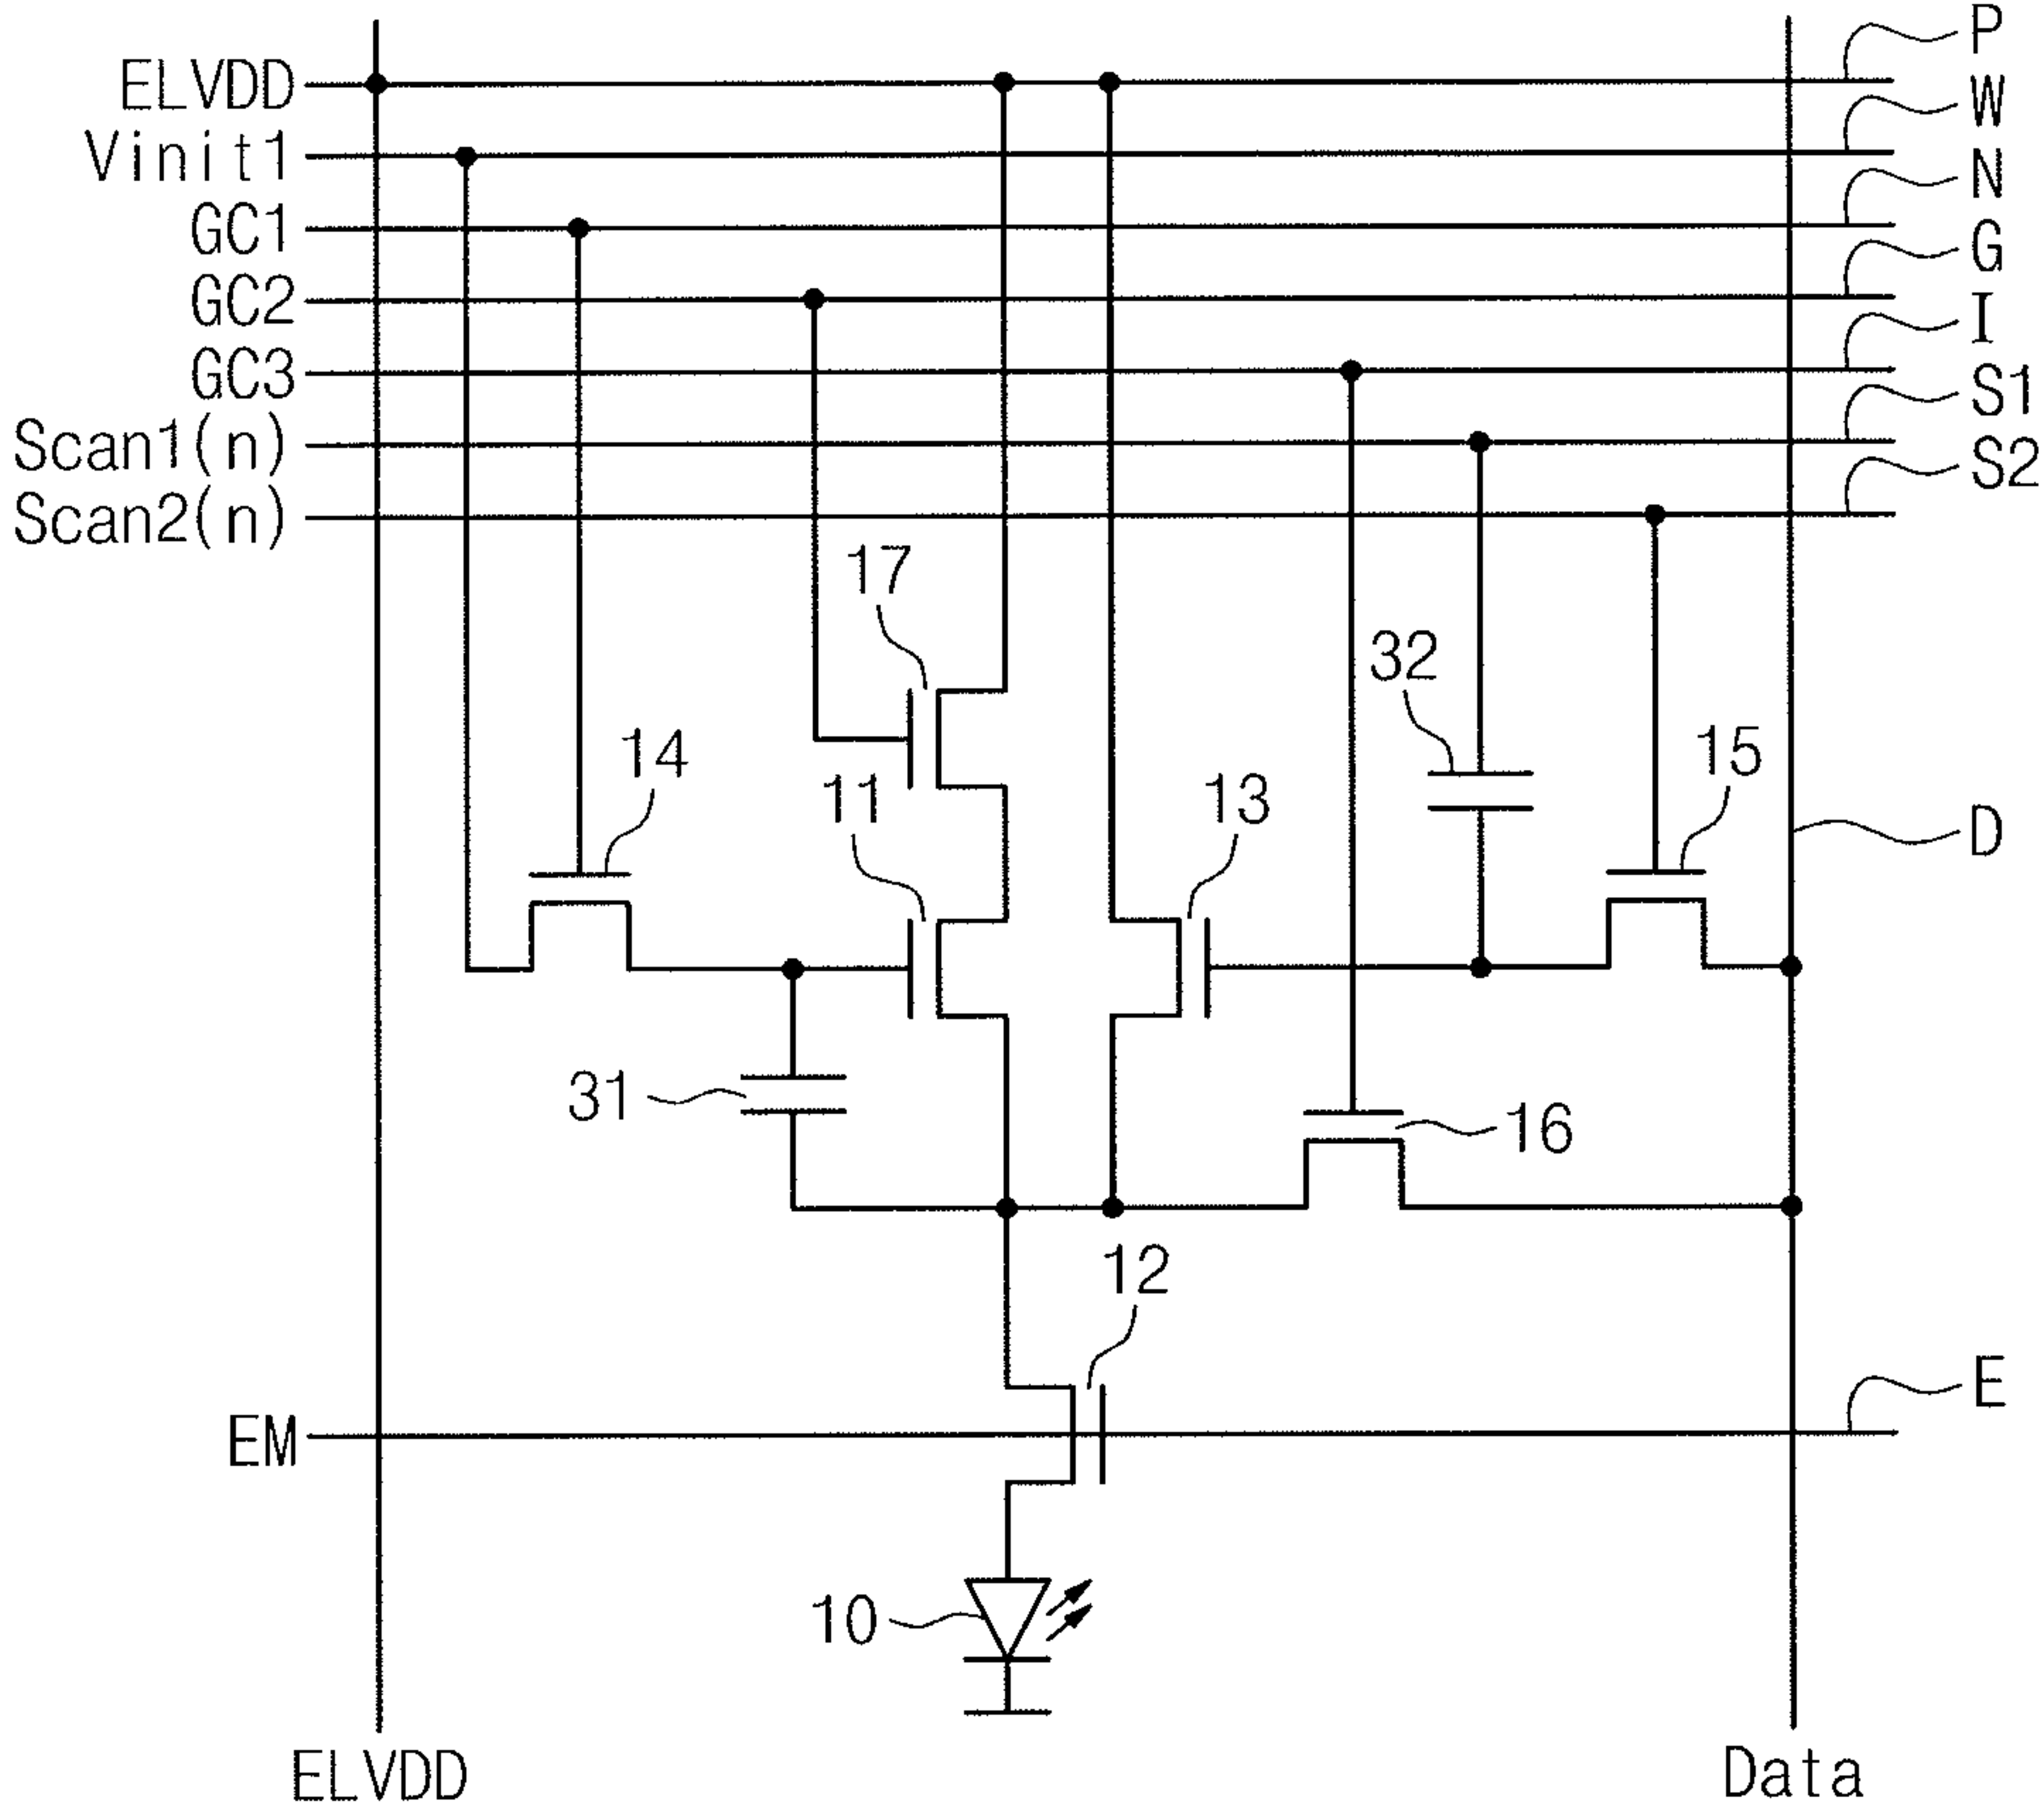 P
ELVDD
W
Vinit1
N
GC1
G
GC2
I
GC3
S1
Scan1(n)
S2
Scan2(n)
17
32
14
15
11
13
D
31
16
12
E
EM
10
ELVDD
Data